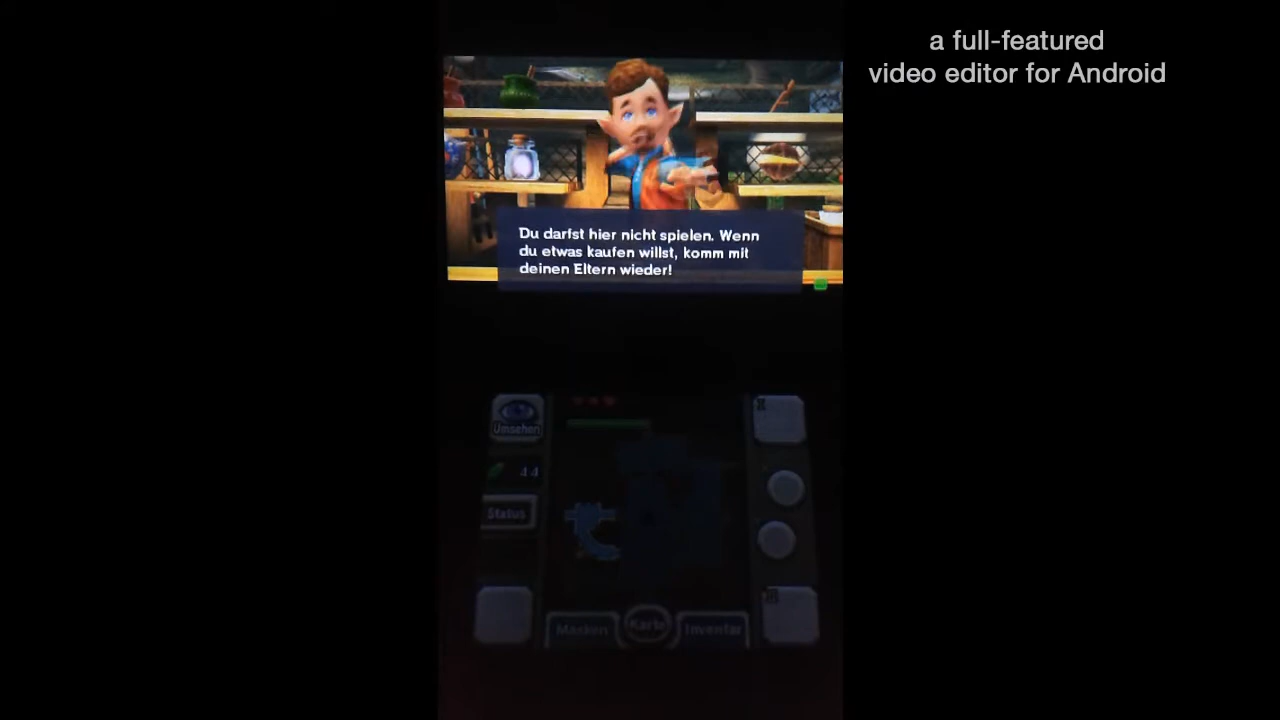 a full-featured
video editor for Android
Du darfst hier nicht spielen. Wenn
du etwas kaufen willst, komm mit
deinen Eltern wieder!
Umsehen
44
Status
Masken
Karte
Inventar